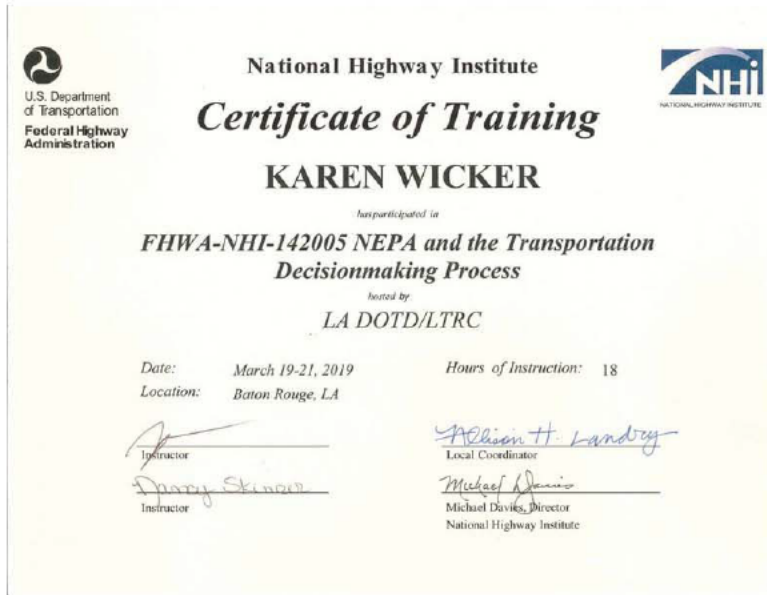 U.S. Department
of Transportation
Federal Highway
Administration
National Highway Institute
NHI
NATIONAL HIGHWAY INSTITUTE
Certificate of Training
KAREN WICKER
has participated in
FHWA-NHI-142005 NEPA and the Transportation
Decisionmaking Process
hosted by
LA DOTD/LTRC
Date: March 19-21, 2019
Hours of Instruction: 18
Location: Baton Rouge, LA
Instructor
Allison H. Landry
Local Coordinator
Skinner
Instructor
Michael Davies
Michael Davies, Director
National Highway Institute